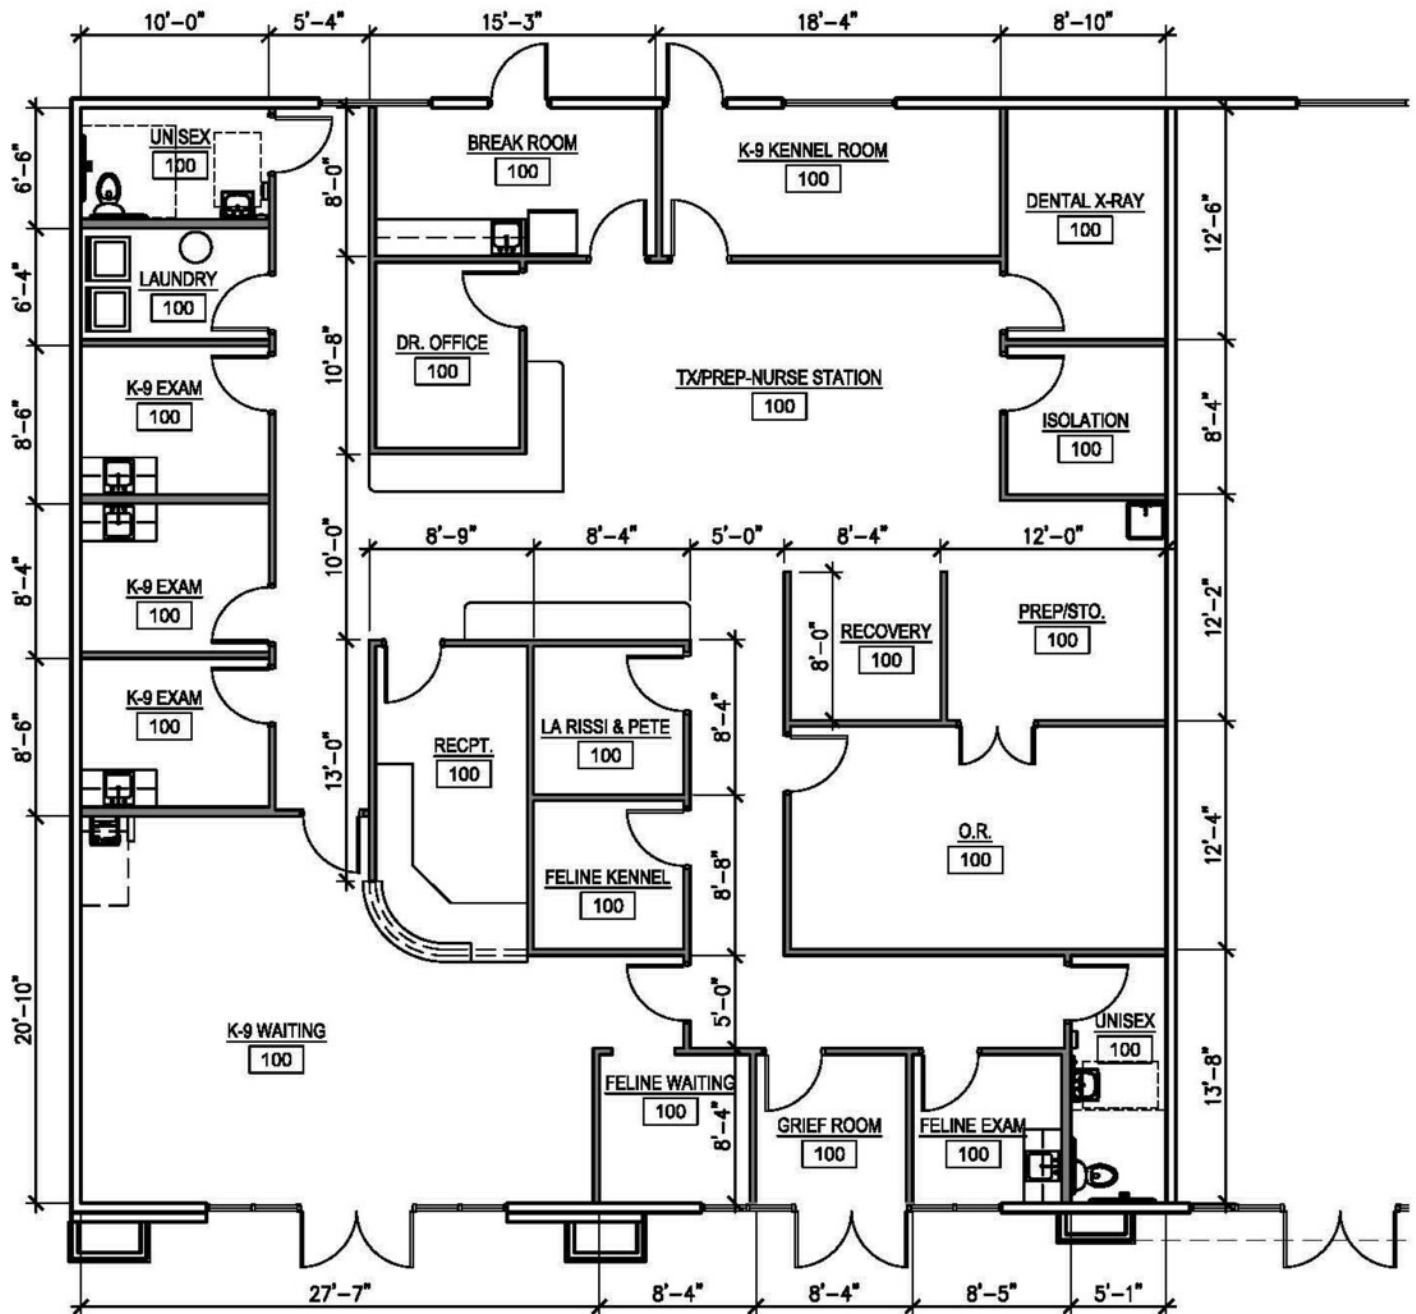 10'-0" 5'-4" 15'-3" 18'-4" 8'-10"
6'-6"
UNISEX
100
8'-0"
BREAK ROOM
100
K-9 KENNEL ROOM
100
DENTAL X-RAY
100
12'-6"
6'-4"
LAUNDRY
100
10'-8"
DR. OFFICE
100
TX/PREP-NURSE STATION
100
8'-6"
K-9 EXAM
100
ISOLATION
100
8'-4"
10'-0"
8'-9" 8'-4" 5'-0" 8'-4" 12'-0"
8'-4"
K-9 EXAM
100
8'-0"
RECOVERY
100
PREP/STO.
100
12'-2"
8'-6"
K-9 EXAM
100
13'-0"
RECPT.
100
LA RISSI & PETE
100
8'-4"
O.R.
100
12'-4"
FELINE KENNEL
100
8'-8"
20'-10"
K-9 WAITING
100
5'-0"
UNISEX
100
FELINE WAITING
100
8'-4"
GRIEF ROOM
100
FELINE EXAM
100
13'-8"
27'-7" 8'-4" 8'-4" 8'-5" 5'-1"